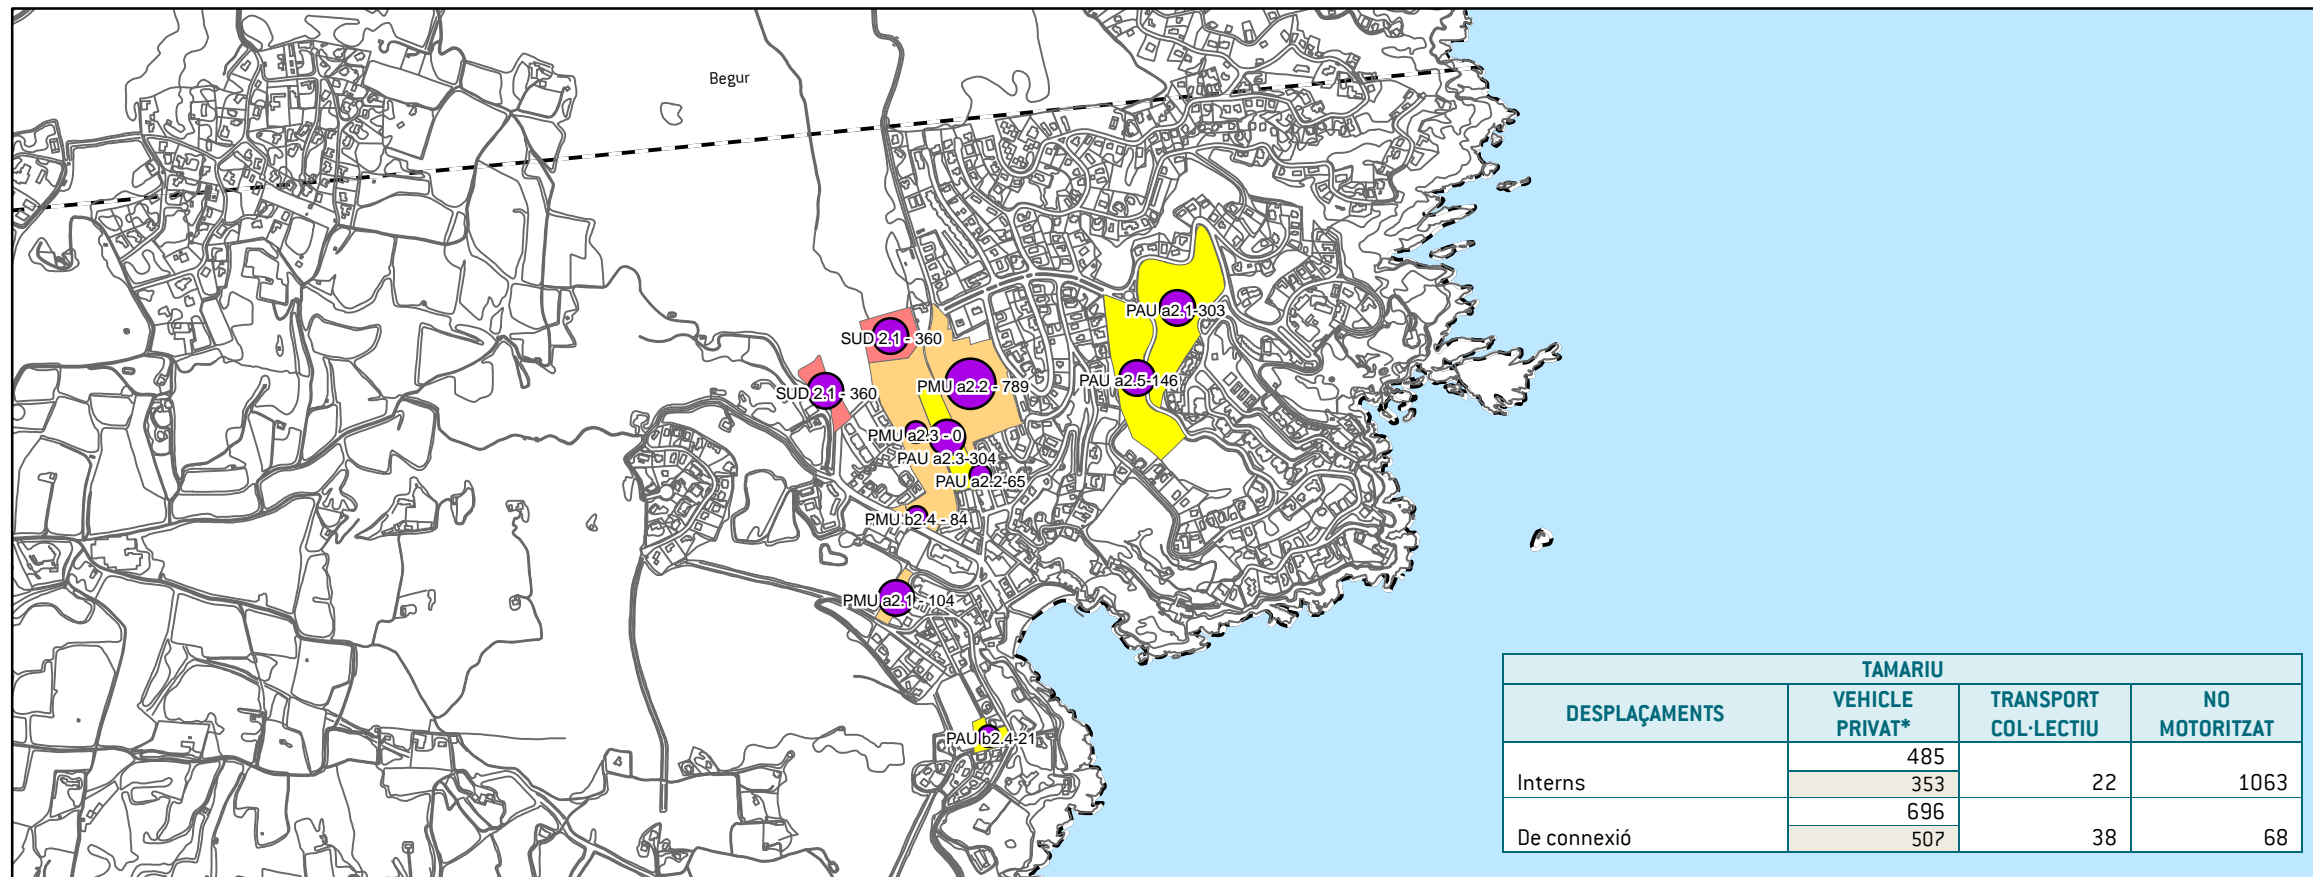 Begur
PAU a2.1-303
SUD 2.1 - 360
PAU a2.5-146
PMU a2.2 - 789
SUD 2.1 - 360
PMU a2.3 - 0
PAU a2.3-304
PAU a2.2-65
PMU b2.4 - 84
PMU a2.1 - 104
PAU b2.4-21
TAMARIU
DESPLAÇAMENTS VEHICLE PRIVAT* TRANSPORT COL·LECTIU NO MOTORITZAT
485
Interns 353 22 1063
696
De connexió 507 38 68